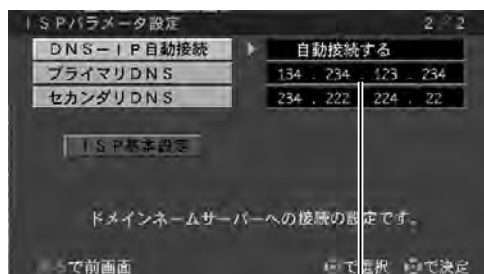 ISPパラメータ設定 2/2
DNS-IP自動接続 自動接続する
プライマリDNS 134 . 234 . 123 . 234
セカンダリDNS 234 . 222 . 224 . 22
ISP基本設定
ドメインネームサーバーへの接続の設定です。
で前画面 で選択 で決定